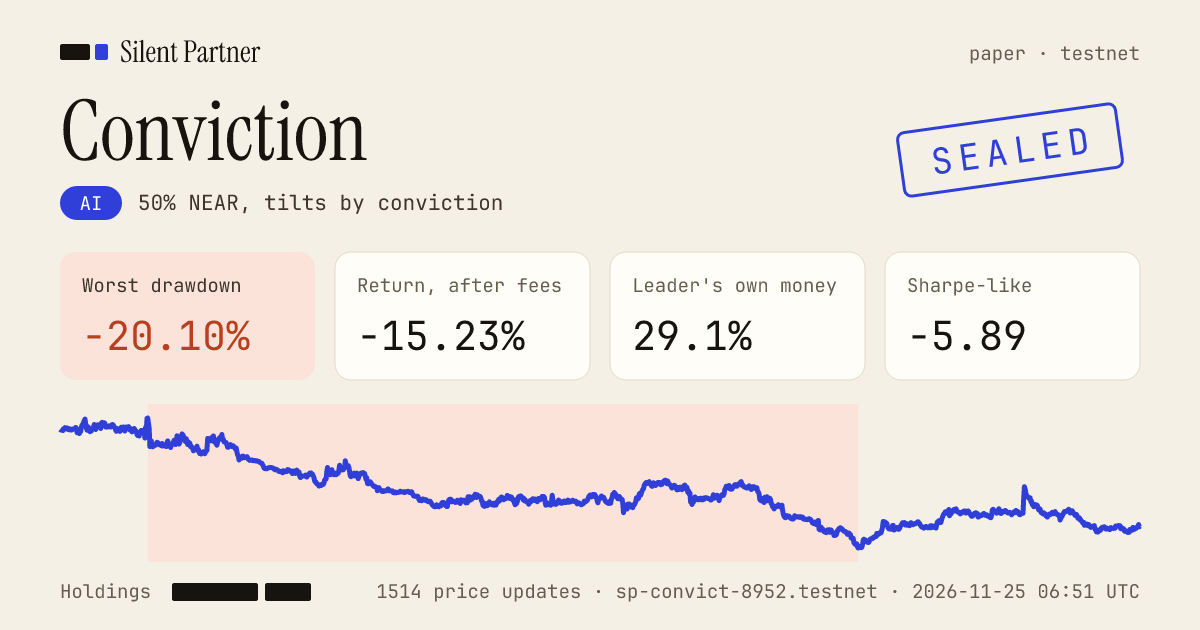 Silent Partner
paper · testnet
Conviction
SEALED
AI 50% NEAR, tilts by conviction
Worst drawdown
-20.10%
Return, after fees
-15.23%
Leader's own money
29.1%
Sharpe-like
-5.89
Holdings
1514 price updates · sp-convict-8952.testnet · 2026-11-25 06:51 UTC